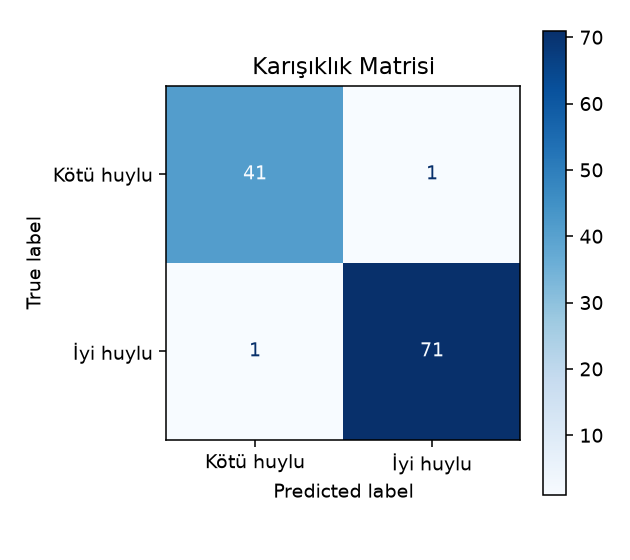 Karışıklık Matrisi
True label
Kötü huylu
41
1
İyi huylu
1
71
Kötü huylu
İyi huylu
Predicted label
70
60
50
40
30
20
10